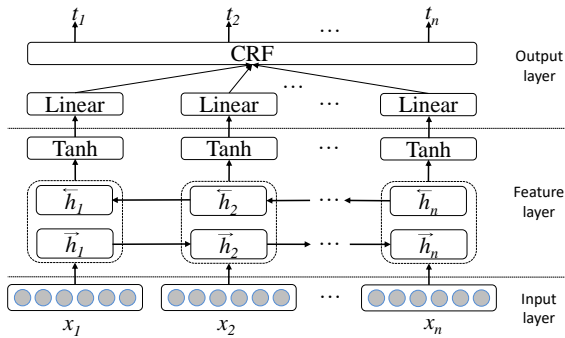 t1 t2 ... tn
CRF
Output layer
... ...
Linear Linear ... Linear
Tanh Tanh ... Tanh
←h1 ←h2 ... ←hn
Feature layer
→h1 →h2 ... →hn
...
Input layer
x1 x2 xn